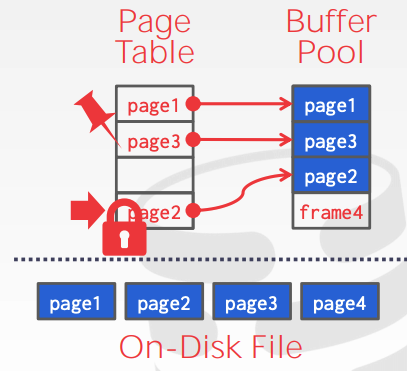 Page Table
Buffer Pool
page1
page3
page2
page1
page3
page2
frame4
page1 page2 page3 page4
On-Disk File